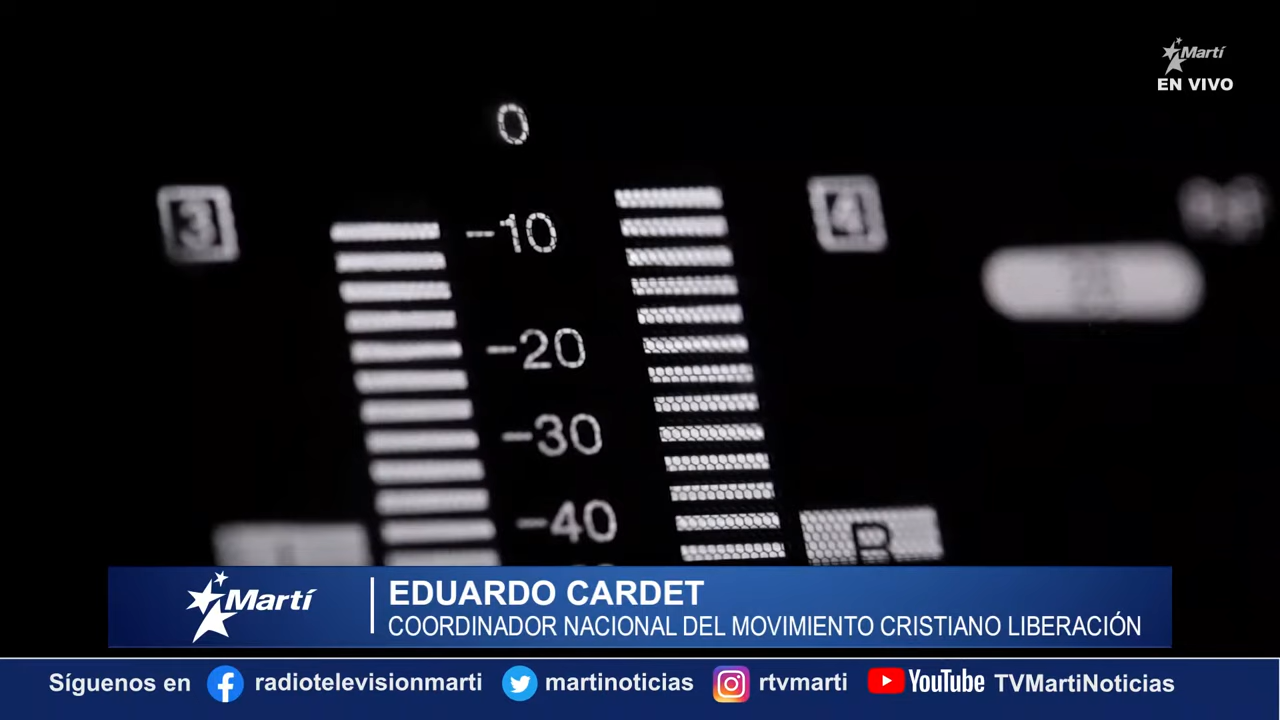 Martí
EN VIVO
0
3
4
-10
-20
-30
-40
R
Martí
EDUARDO CARDET
COORDINADOR NACIONAL DEL MOVIMIENTO CRISTIANO LIBERACIÓN
Síguenos en radiotelevisionmarti martinoticias rtvmarti YouTube TVMartiNoticias